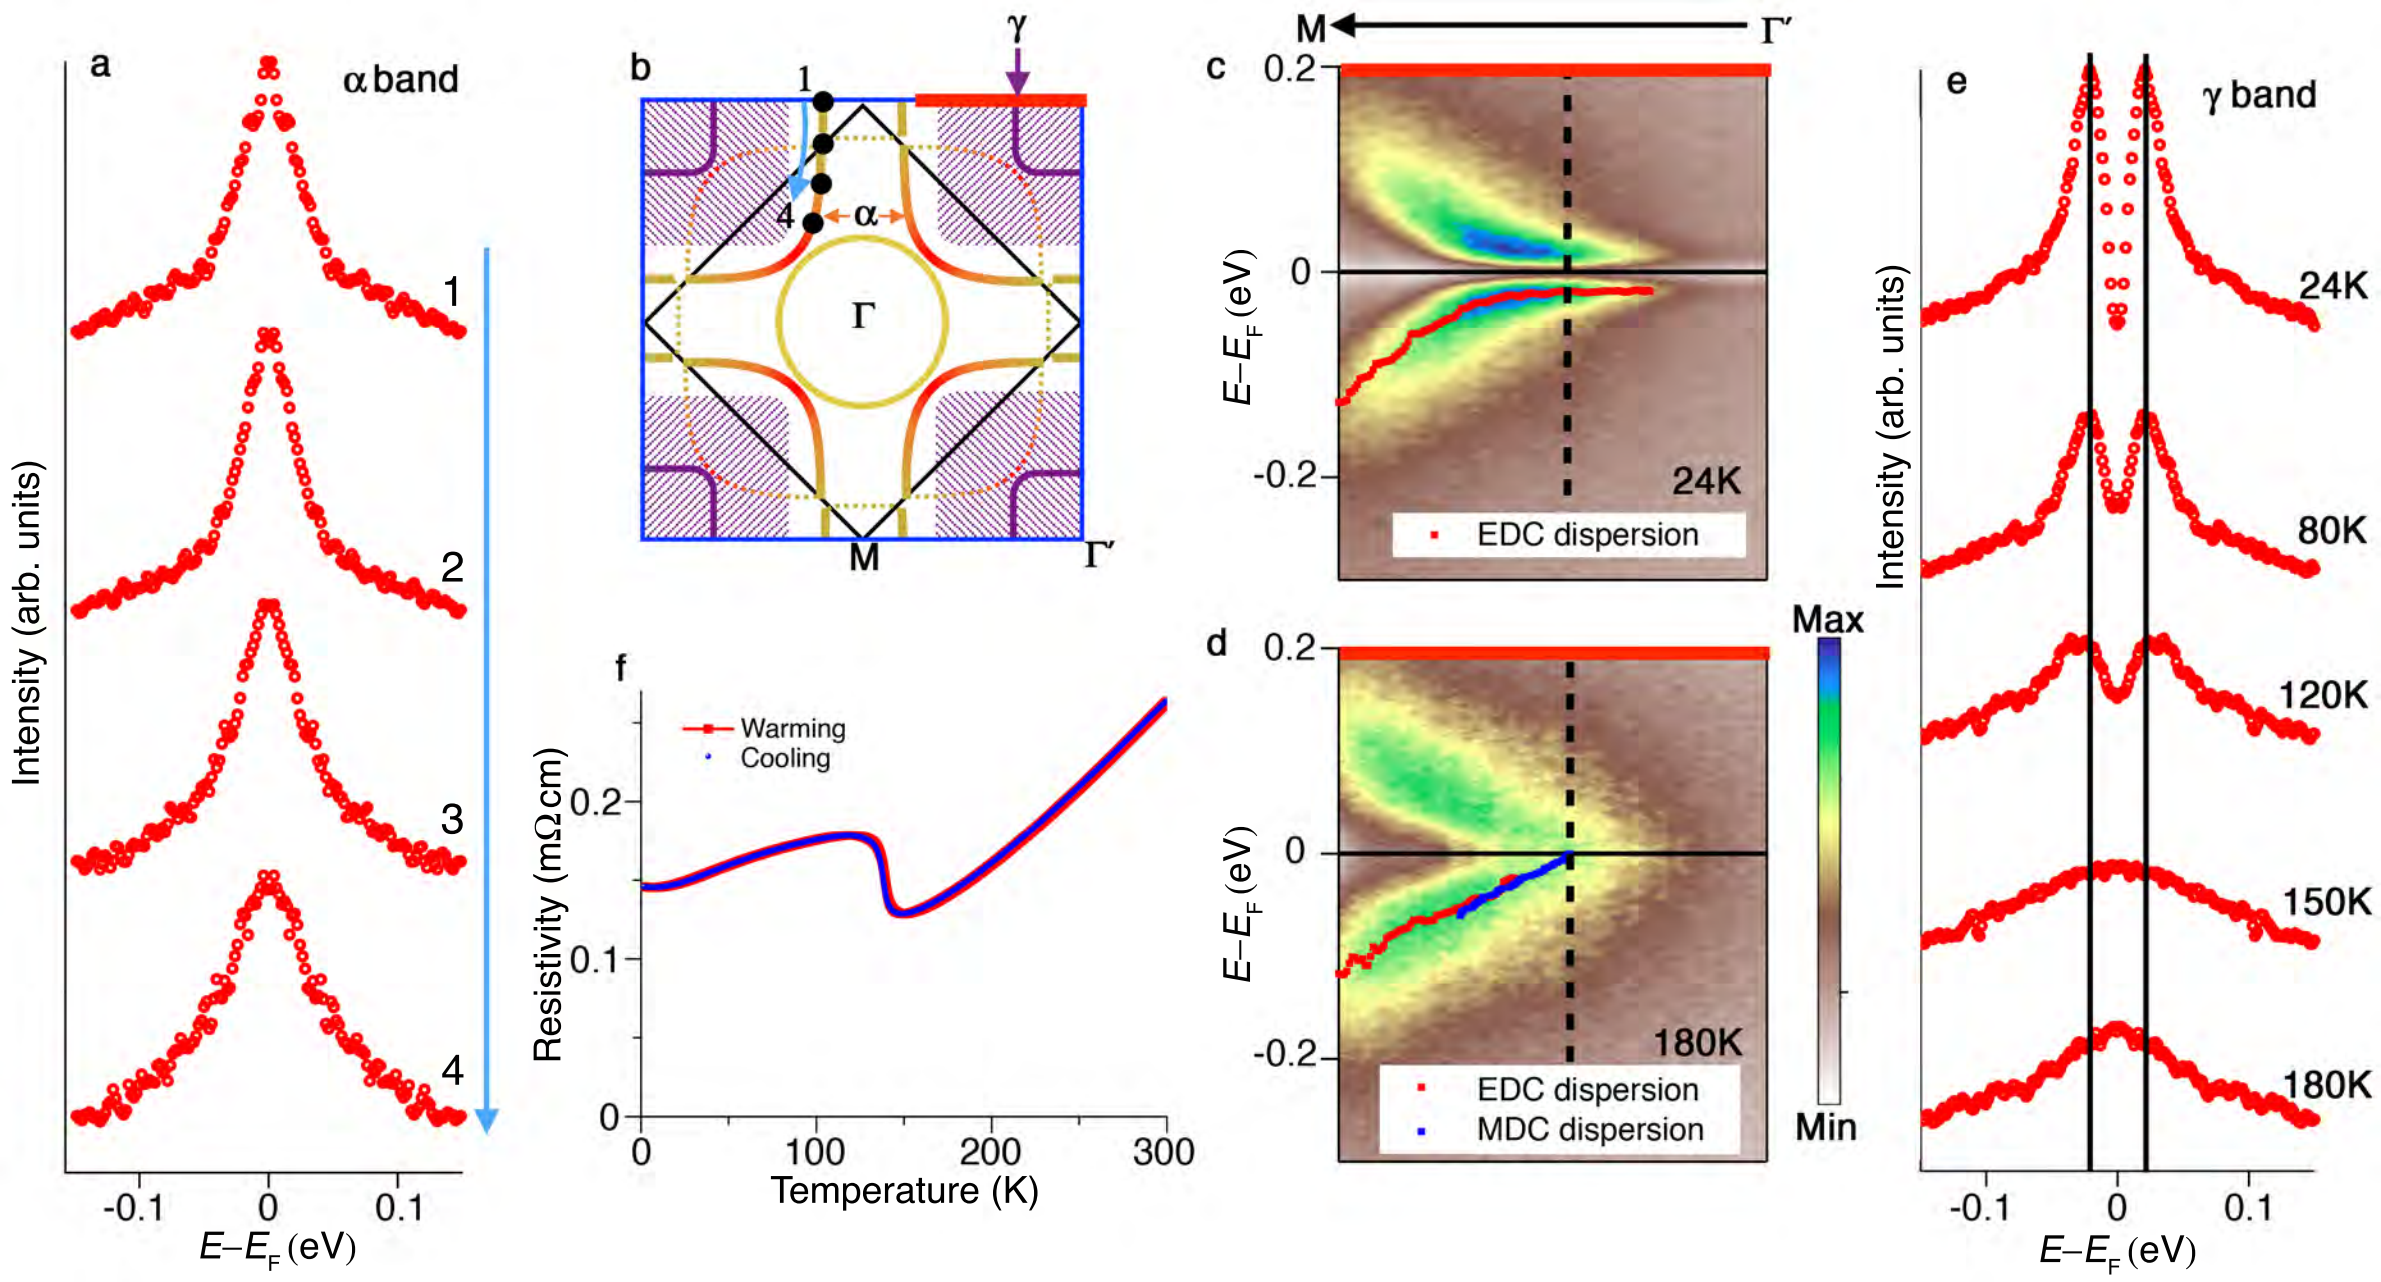 a
α band
1
2
3
4
Intensity (arb. units)
-0.1
0
0.1
E–EF (eV)
b
γ
1
4
α
Γ
M
Γ′
f
Warming
Cooling
Resistivity (mΩ cm)
0.2
0.1
0
0
100
200
300
Temperature (K)
M
Γ′
c
0.2
0
-0.2
E–EF (eV)
24K
EDC dispersion
d
0.2
0
-0.2
E–EF (eV)
180K
EDC dispersion
MDC dispersion
Max
Min
e
γ band
24K
80K
120K
150K
180K
Intensity (arb. units)
-0.1
0
0.1
E–EF (eV)